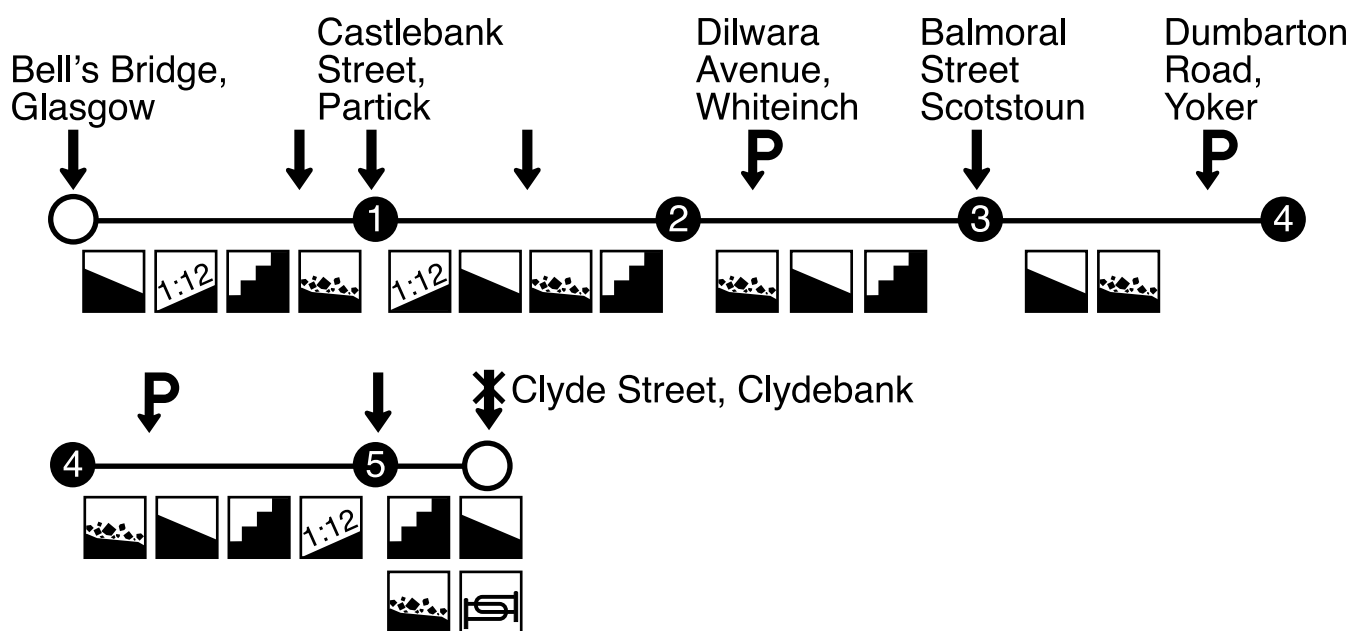 Bell's Bridge,
Glasgow
Castlebank
Street,
Partick
Dilwara
Avenue,
Whiteinch
Balmoral
Street
Scotstoun
Dumbarton
Road,
Yoker
P
P
1
2
3
4
1:12
1:12
P
Clyde Street, Clydebank
4
5
1:12